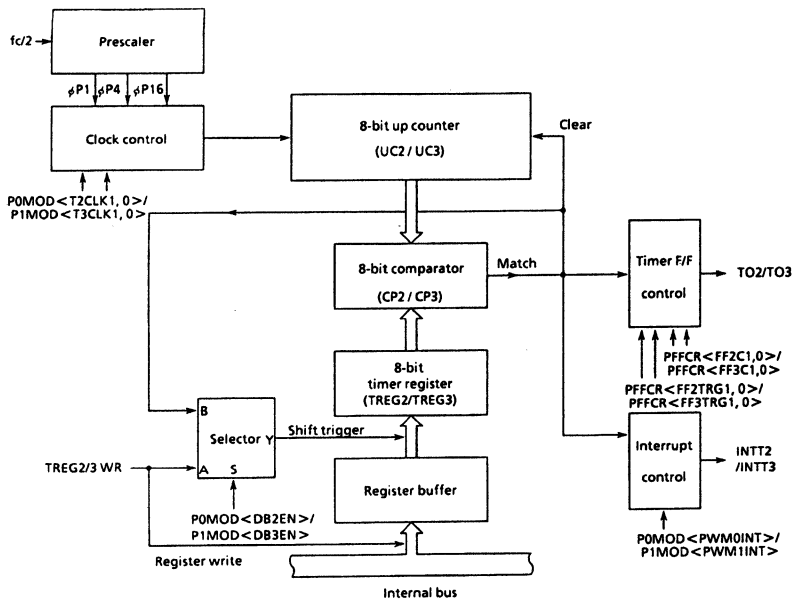 fc/2
Prescaler
φP1 φP4 φP16
Clock control
P0MOD<T2CLK1, 0>/
P1MOD<T3CLK1, 0>
8-bit up counter
(UC2 / UC3)
Clear
8-bit comparator
(CP2 / CP3)
Match
Timer F/F
control
TO2/TO3
PFFCR<FF2C1,0>/
PFFCR<FF3C1,0>
PFFCR<FF2TRG1, 0>/
PFFCR<FF3TRG1, 0>
8-bit
timer register
(TREG2/TREG3)
B
Selector Y
A S
Shift trigger
TREG2/3 WR
P0MOD<DB2EN>/
P1MOD<DB3EN>
Register buffer
Interrupt
control
INTT2
/INTT3
P0MOD<PWM0INT>/
P1MOD<PWM1INT>
Register write
Internal bus